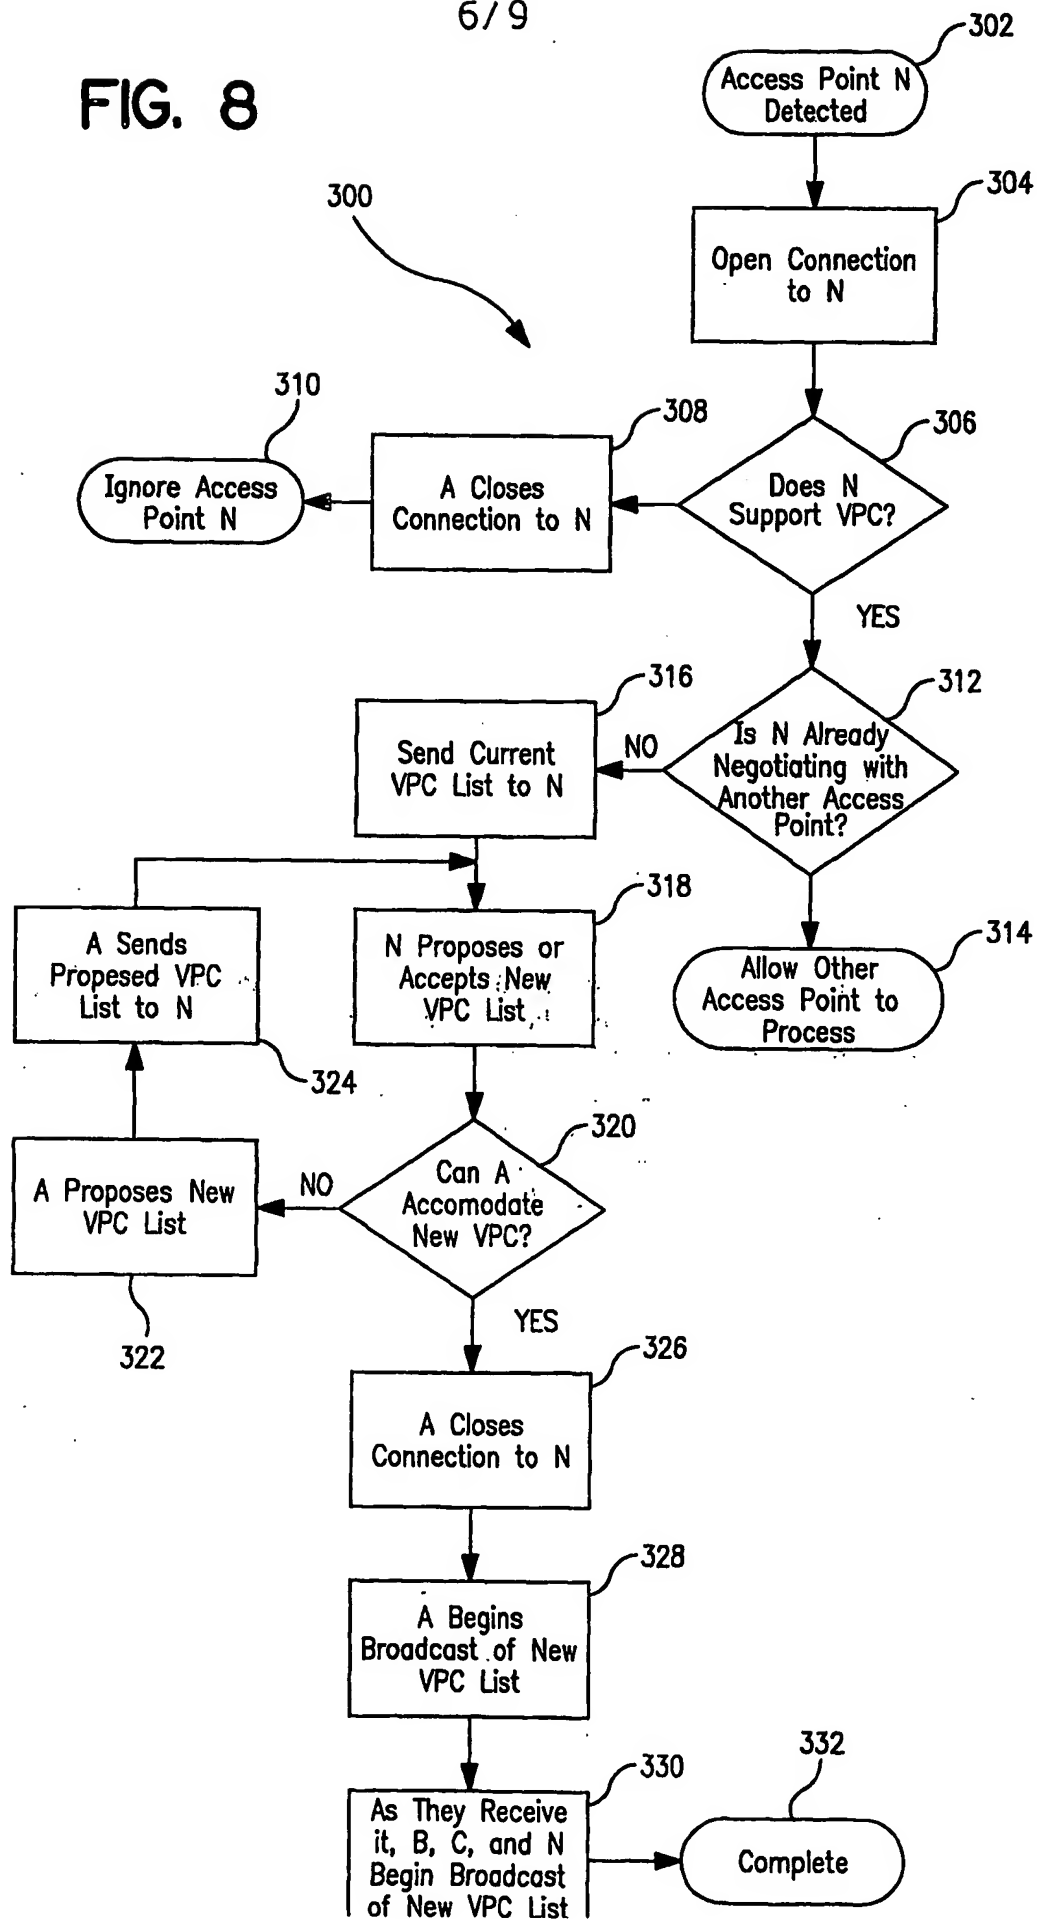 6/9
FIG. 8
302
Access Point N
Detected
300
304
Open Connection
to N
310
308
306
Ignore Access
Point N
A Closes
Connection to N
Does N
Support VPC?
YES
316
312
Send Current
VPC List to N
NO
Is N Already
Negotiating with
Another Access
Point?
318
314
A Sends
Propesed VPC
List to N
N Proposes or
Accepts New
VPC List
Allow Other
Access Point to
Process
324
320
A Proposes New
VPC List
NO
Can A
Accomodate
New VPC?
322
YES
326
A Closes
Connection to N
328
A Begins
Broadcast of New
VPC List
330
332
As They Receive
it, B, C, and N
Begin Broadcast
of New VPC List
Complete